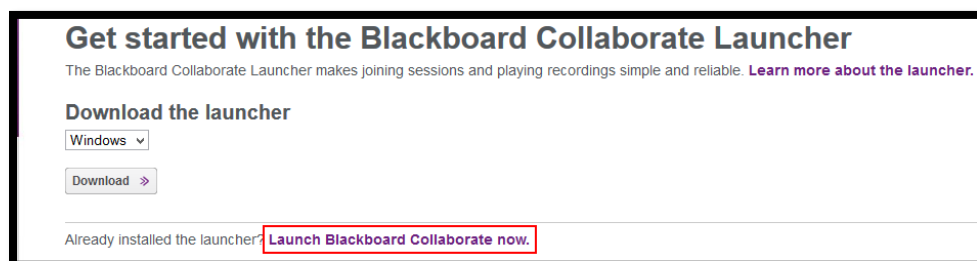 Get started with the Blackboard Collaborate Launcher
The Blackboard Collaborate Launcher makes joining sessions and playing recordings simple and reliable. Learn more about the launcher.
Download the launcher
Windows
Download »
Already installed the launcher? Launch Blackboard Collaborate now.